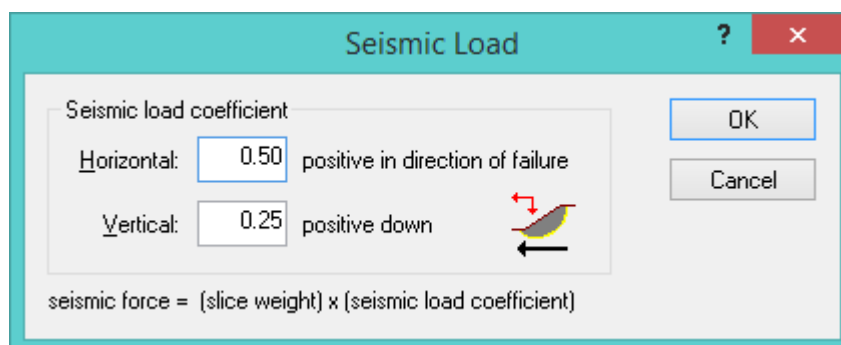 Seismic Load
?
×
Seismic load coefficient
Horizontal: 0.50 positive in direction of failure
Vertical: 0.25 positive down
seismic force = (slice weight) x (seismic load coefficient)
OK
Cancel